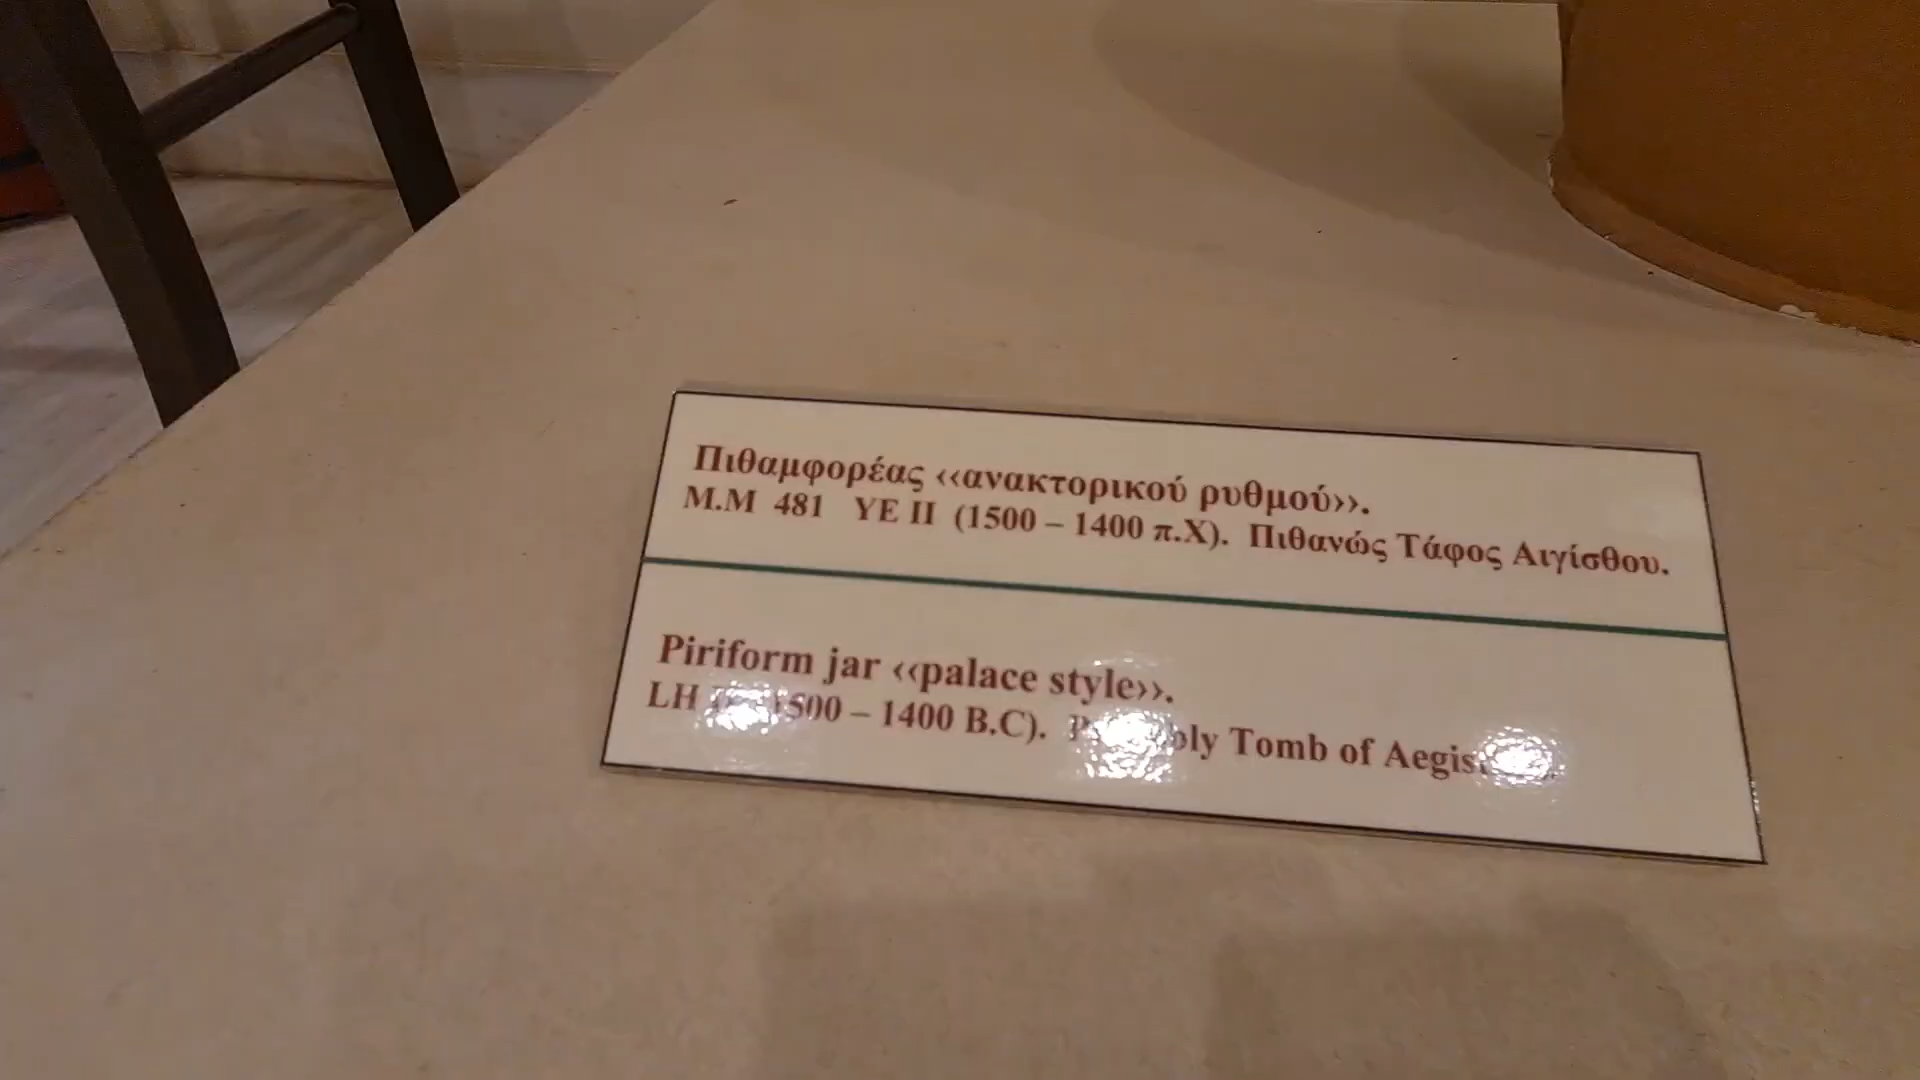 Πιθαμφορέας ‹‹ανακτορικού ρυθμού››.
Μ.Μ 481 ΥΕ ΙΙ (1500 – 1400 π.Χ). Πιθανώς Τάφος Αιγίσθου.
Piriform jar ‹‹palace style››.
LH 1500 – 1400 B.C). Tomb of